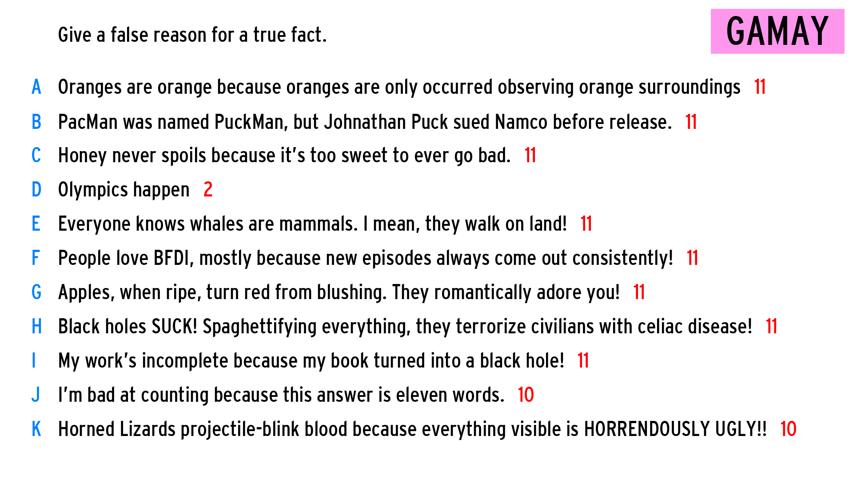 Give a false reason for a true fact.
GAMAY
A Oranges are orange because oranges are only occurred observing orange surroundings 11
B PacMan was named PuckMan, but Johnathan Puck sued Namco before release. 11
C Honey never spoils because it's too sweet to ever go bad. 11
D Olympics happen 2
E Everyone knows whales are mammals. I mean, they walk on land! 11
F People love BFDI, mostly because new episodes always come out consistently! 11
G Apples, when ripe, turn red from blushing. They romantically adore you! 11
H Black holes SUCK! Spaghettifying everything, they terrorize civilians with celiac disease! 11
I My work's incomplete because my book turned into a black hole! 11
J I'm bad at counting because this answer is eleven words. 10
K Horned Lizards projectile-blink blood because everything visible is HORRENDOUSLY UGLY!! 10